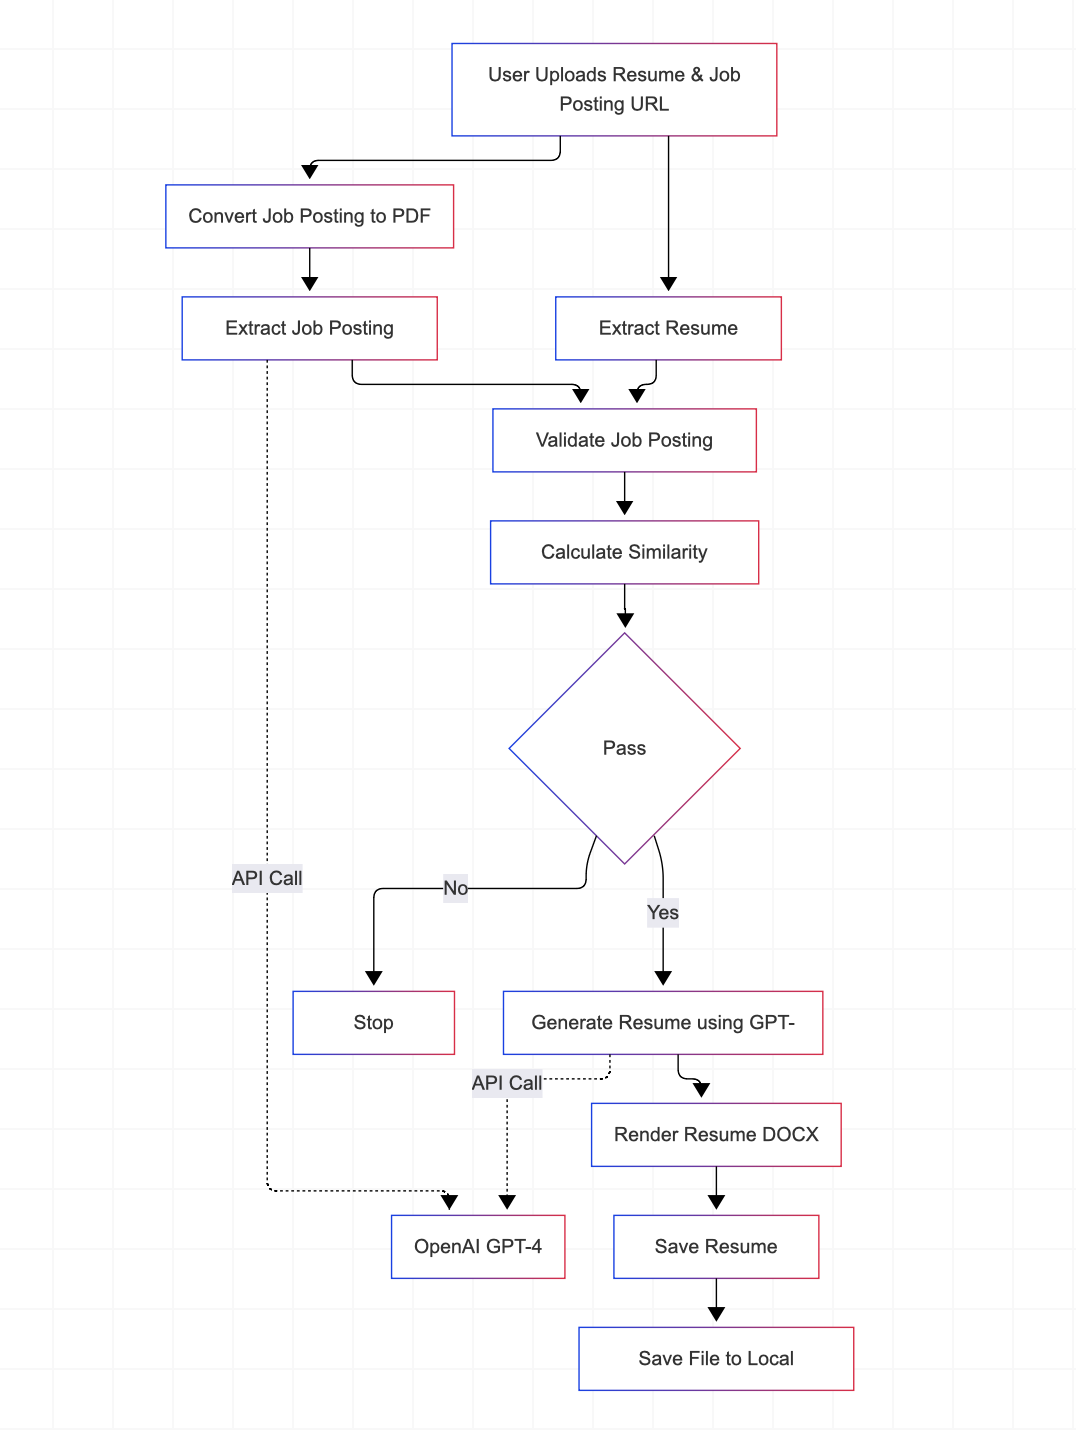 User Uploads Resume & Job
Posting URL
Convert Job Posting to PDF
Extract Job Posting
Extract Resume
Validate Job Posting
Calculate Similarity
Pass
API Call
No
Yes
Stop
Generate Resume using GPT-
API Call
Render Resume DOCX
OpenAI GPT-4
Save Resume
Save File to Local